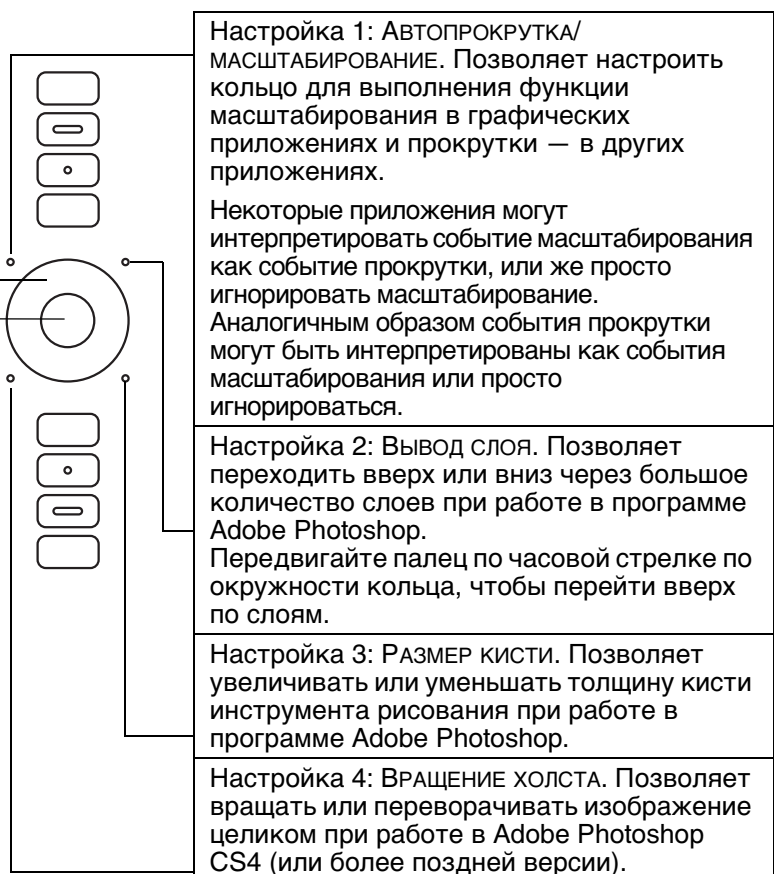 Настройка 1: АВТОПРОКРУТКА/
МАСШТАБИРОВАНИЕ. Позволяет настроить
кольцо для выполнения функции
масштабирования в графических
приложениях и прокрутки — в других
приложениях.
Некоторые приложения могут
интерпретировать событие масштабирования
как событие прокрутки, или же просто
игнорировать масштабирование.
Аналогичным образом события прокрутки
могут быть интерпретированы как события
масштабирования или просто
игнорироваться.
Настройка 2: ВЫВОД СЛОЯ. Позволяет
переходить вверх или вниз через большое
количество слоев при работе в программе
Adobe Photoshop.
Передвигайте палец по часовой стрелке по
окружности кольца, чтобы перейти вверх
по слоям.
Настройка 3: РАЗМЕР КИСТИ. Позволяет
увеличивать или уменьшать толщину кисти
инструмента рисования при работе в
программе Adobe Photoshop.
Настройка 4: ВРАЩЕНИЕ ХОЛСТА. Позволяет
вращать или переворачивать изображение
целиком при работе в Adobe Photoshop
CS4 (или более поздней версии).